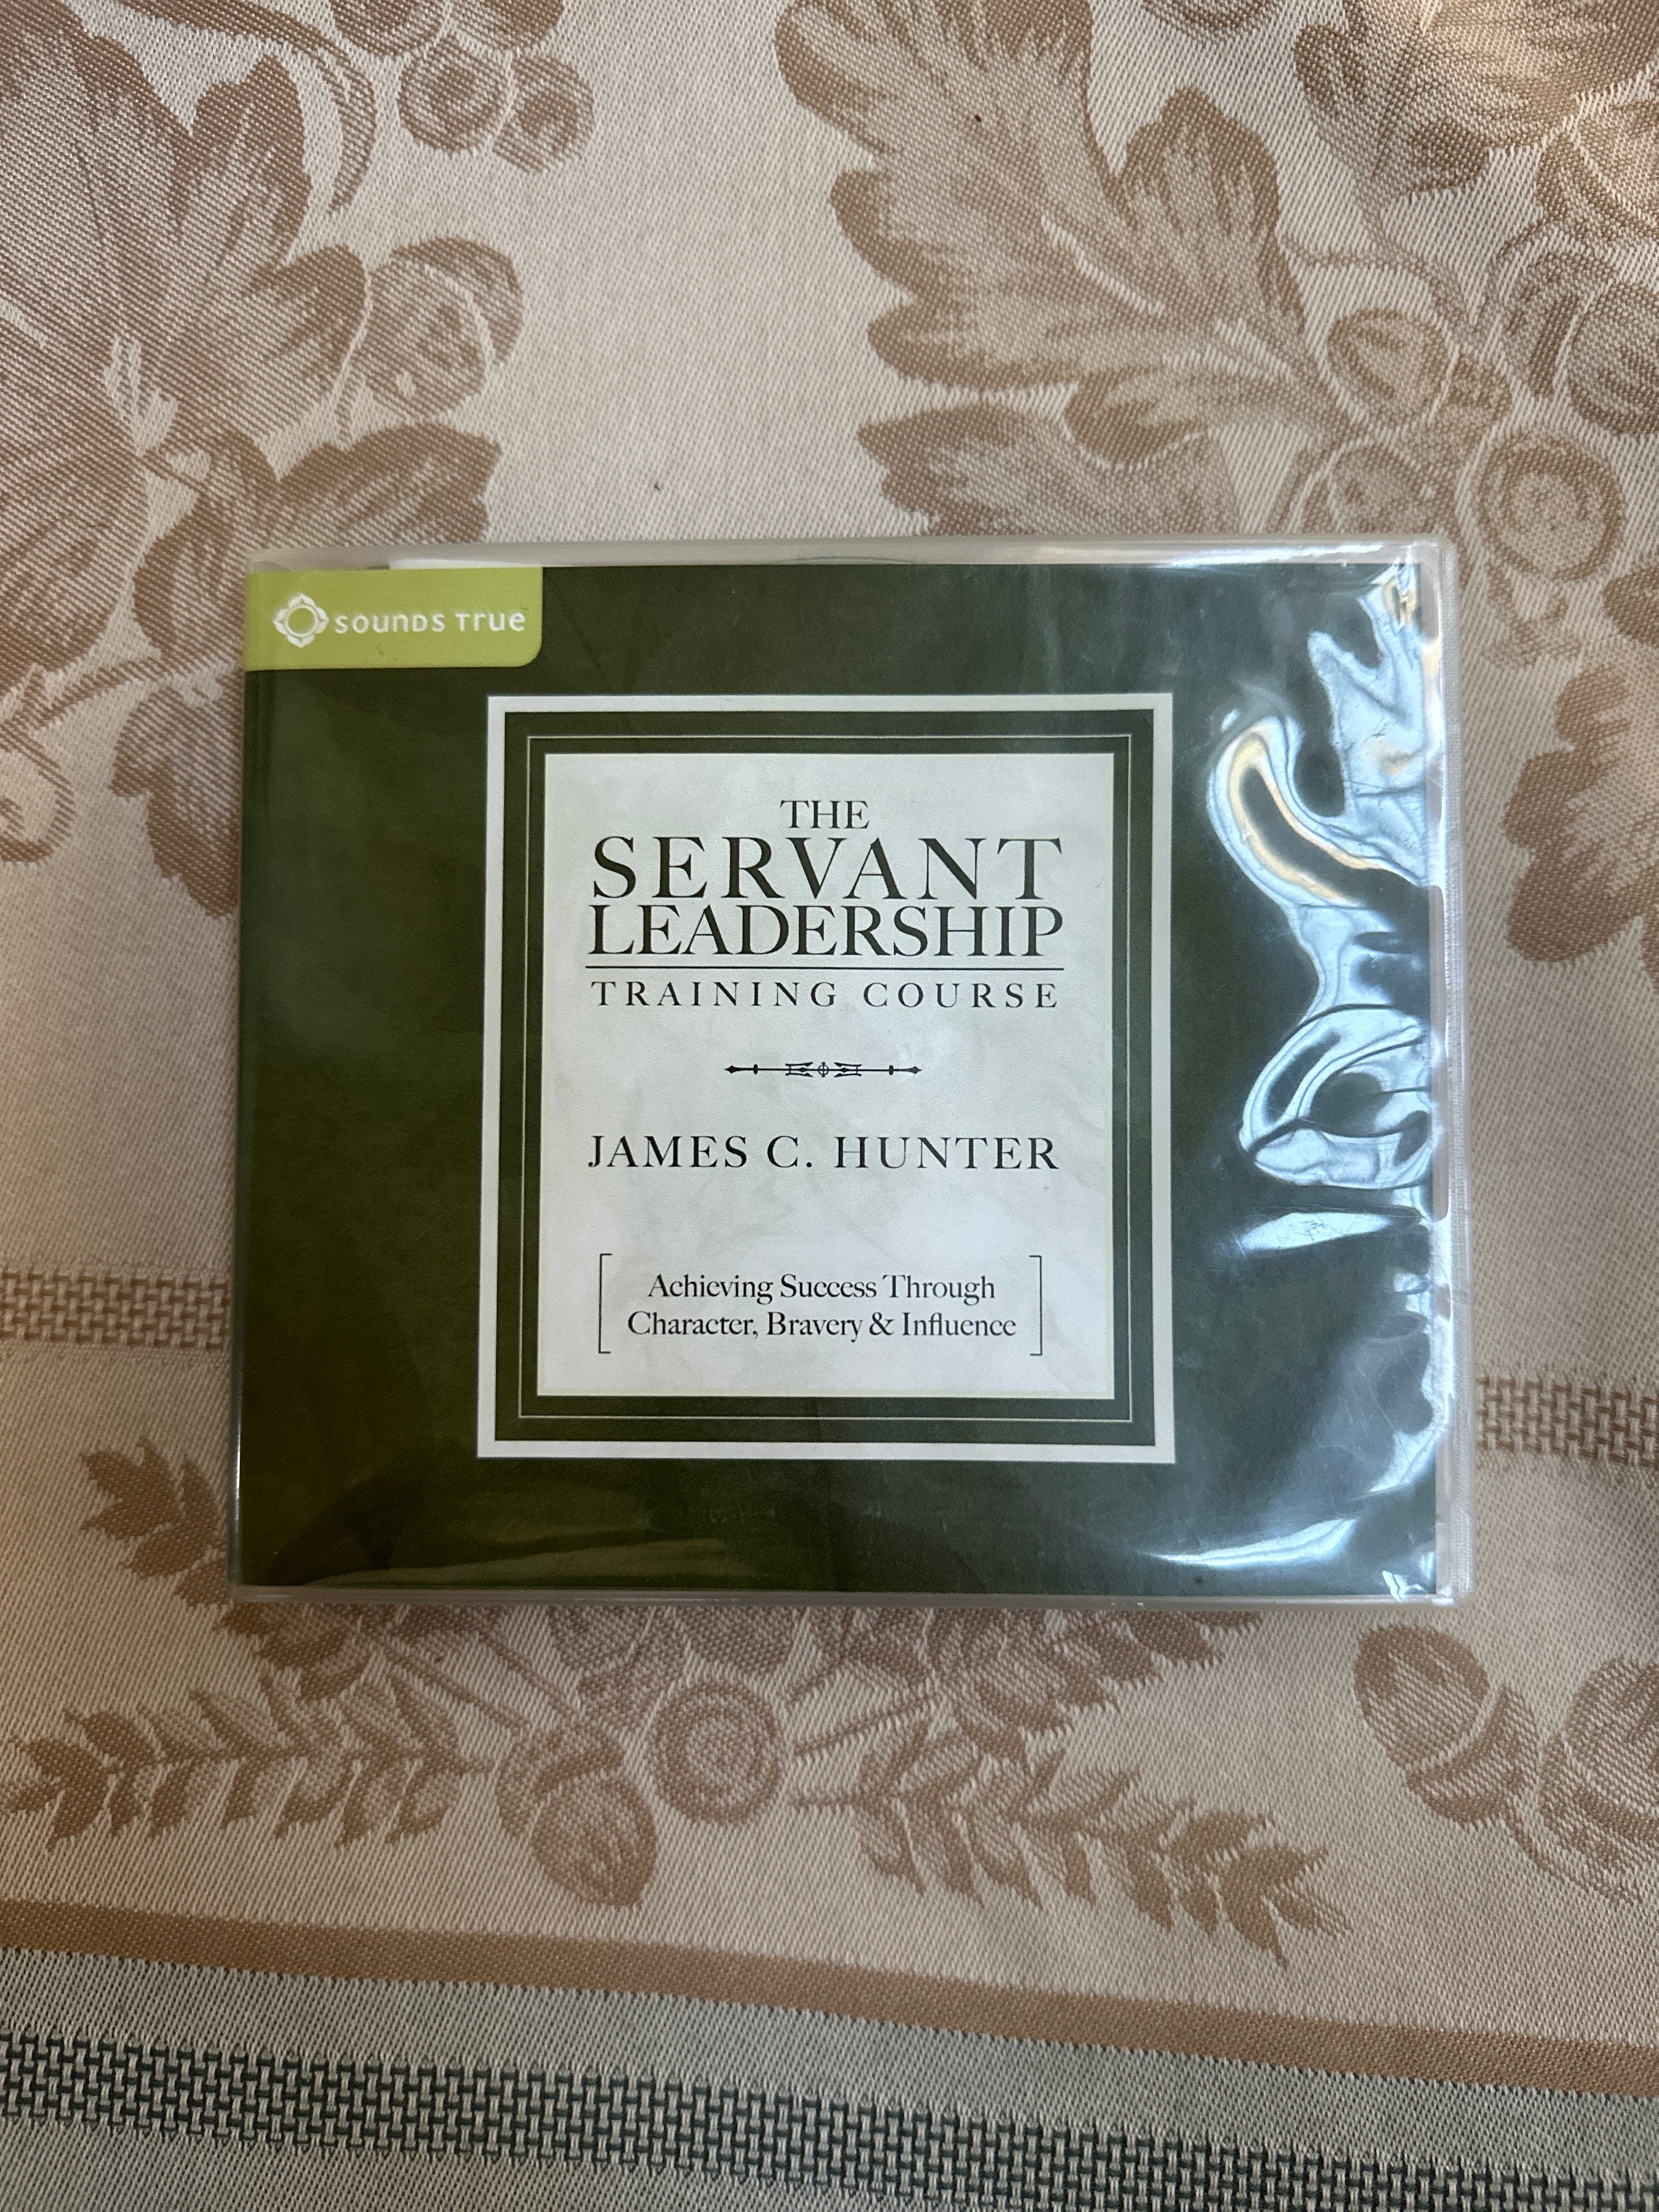 SOUNDS TRUE
THE
SERVANT
LEADERSHIP
TRAINING COURSE
JAMES C. HUNTER
Achieving Success Through
Character, Bravery & Influence